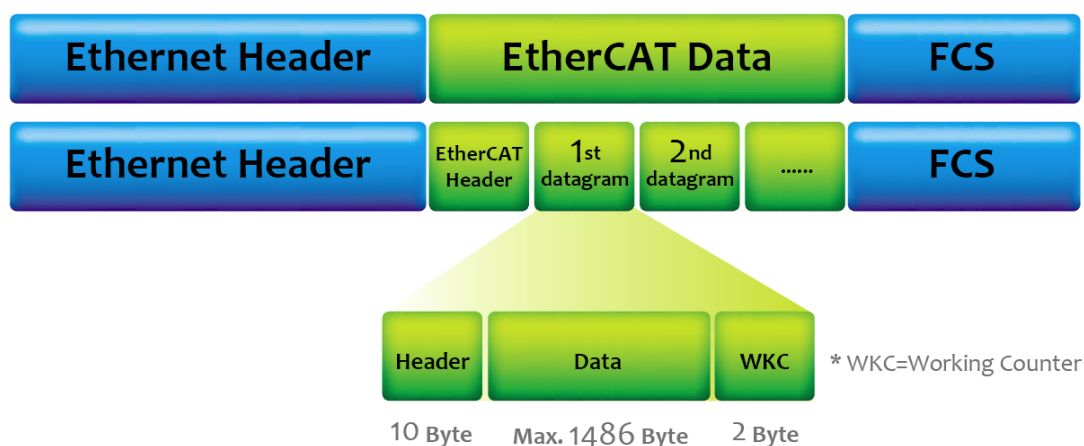 Ethernet Header EtherCAT Data FCS
Ethernet Header EtherCAT Header 1st datagram 2nd datagram ...... FCS
Header Data WKC * WKC=Working Counter
10 Byte Max. 1486 Byte 2 Byte